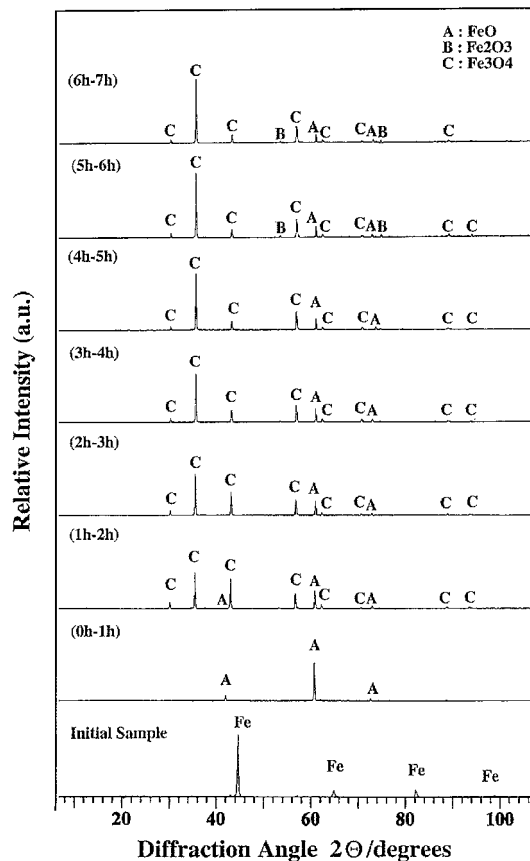 A : FeO
B : Fe2O3
C : Fe3O4
(6h-7h)
C C C B C A C C A B C
(5h-6h)
C C C B C A C C A B C C
(4h-5h)
C C C C A C C A C C
(3h-4h)
C C C C A C C A C C
(2h-3h)
C C C C A C C A C C
(1h-2h)
C C A C C A C C A C C
(0h-1h)
A A A
Initial Sample
Fe Fe Fe Fe
20 40 60 80 100
Diffraction Angle 2Θ/degrees
Relative Intensity (a.u.)